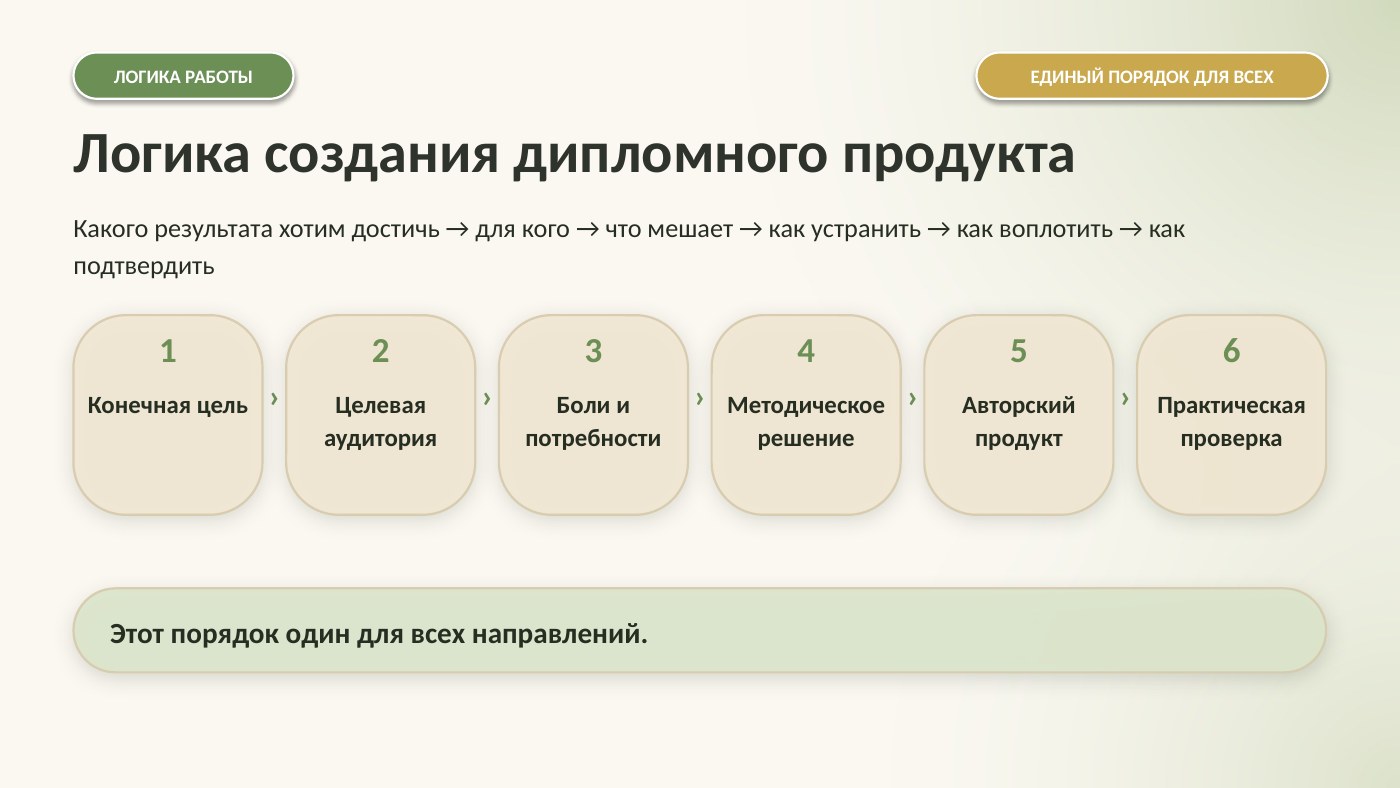 ЛОГИКА РАБОТЫ
ЕДИНЫЙ ПОРЯДОК ДЛЯ ВСЕХ
Логика создания дипломного продукта
Какого результата хотим достичь → для кого → что мешает → как устранить → как воплотить → как
подтвердить
1
Конечная цель
›
2
Целевая
аудитория
›
3
Боли и
потребности
›
4
Методическое
решение
›
5
Авторский
продукт
›
6
Практическая
проверка
Этот порядок один для всех направлений.